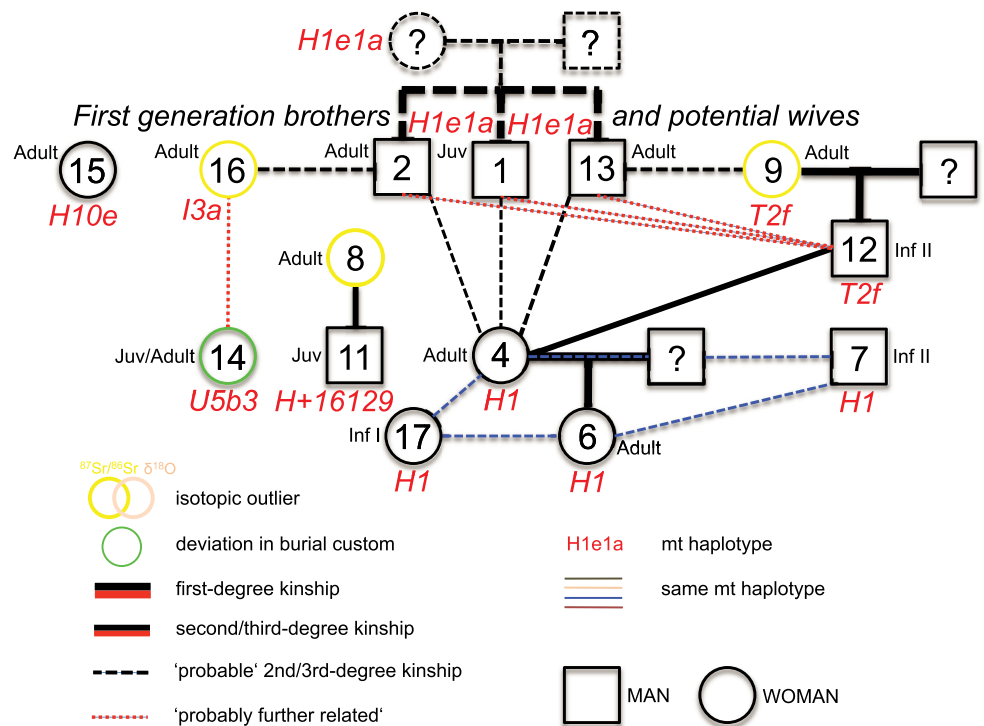 H1e1a ? ?
First generation brothers and potential wives
H1e1a H1e1a
Adult 15 Adult 16 Adult 2 Juv 1 13 Adult 9 Adult ?
H10e I3a T2f
Adult 8 12 Inf II
T2f
Juv/Adult 14 Juv 11 Adult 4 ? 7 Inf II
U5b3 H+16129 H1 H1
Inf I 17 6 Adult
H1 H1
87Sr/86Sr δ18O
isotopic outlier
deviation in burial custom
first-degree kinship
second/third-degree kinship
‘probable‘ 2nd/3rd-degree kinship
‘probably further related‘
H1e1a mt haplotype
same mt haplotype
MAN WOMAN